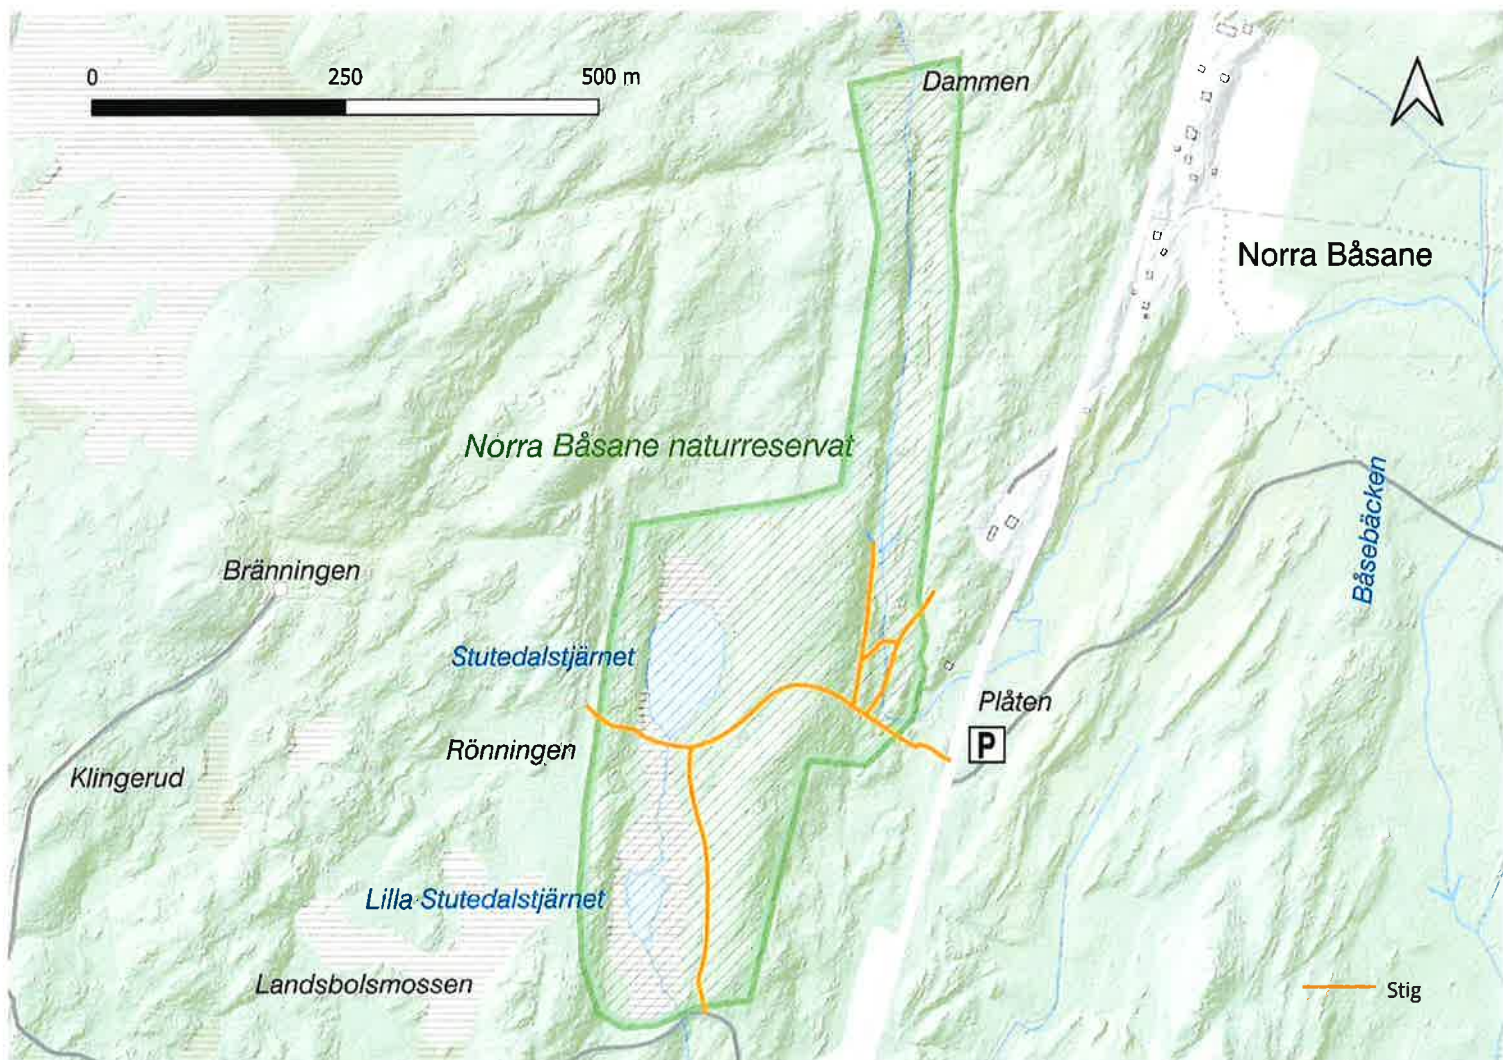 0 250 500 m
Dammen
Norra Båsane
Norra Båsane naturreservat
Båsebäcken
Bränningen
Stutedalstjärnet
Plåten
P
Rönningen
Klingerud
Lilla Stutedalstjärnet
Landsbolsmossen
Stig